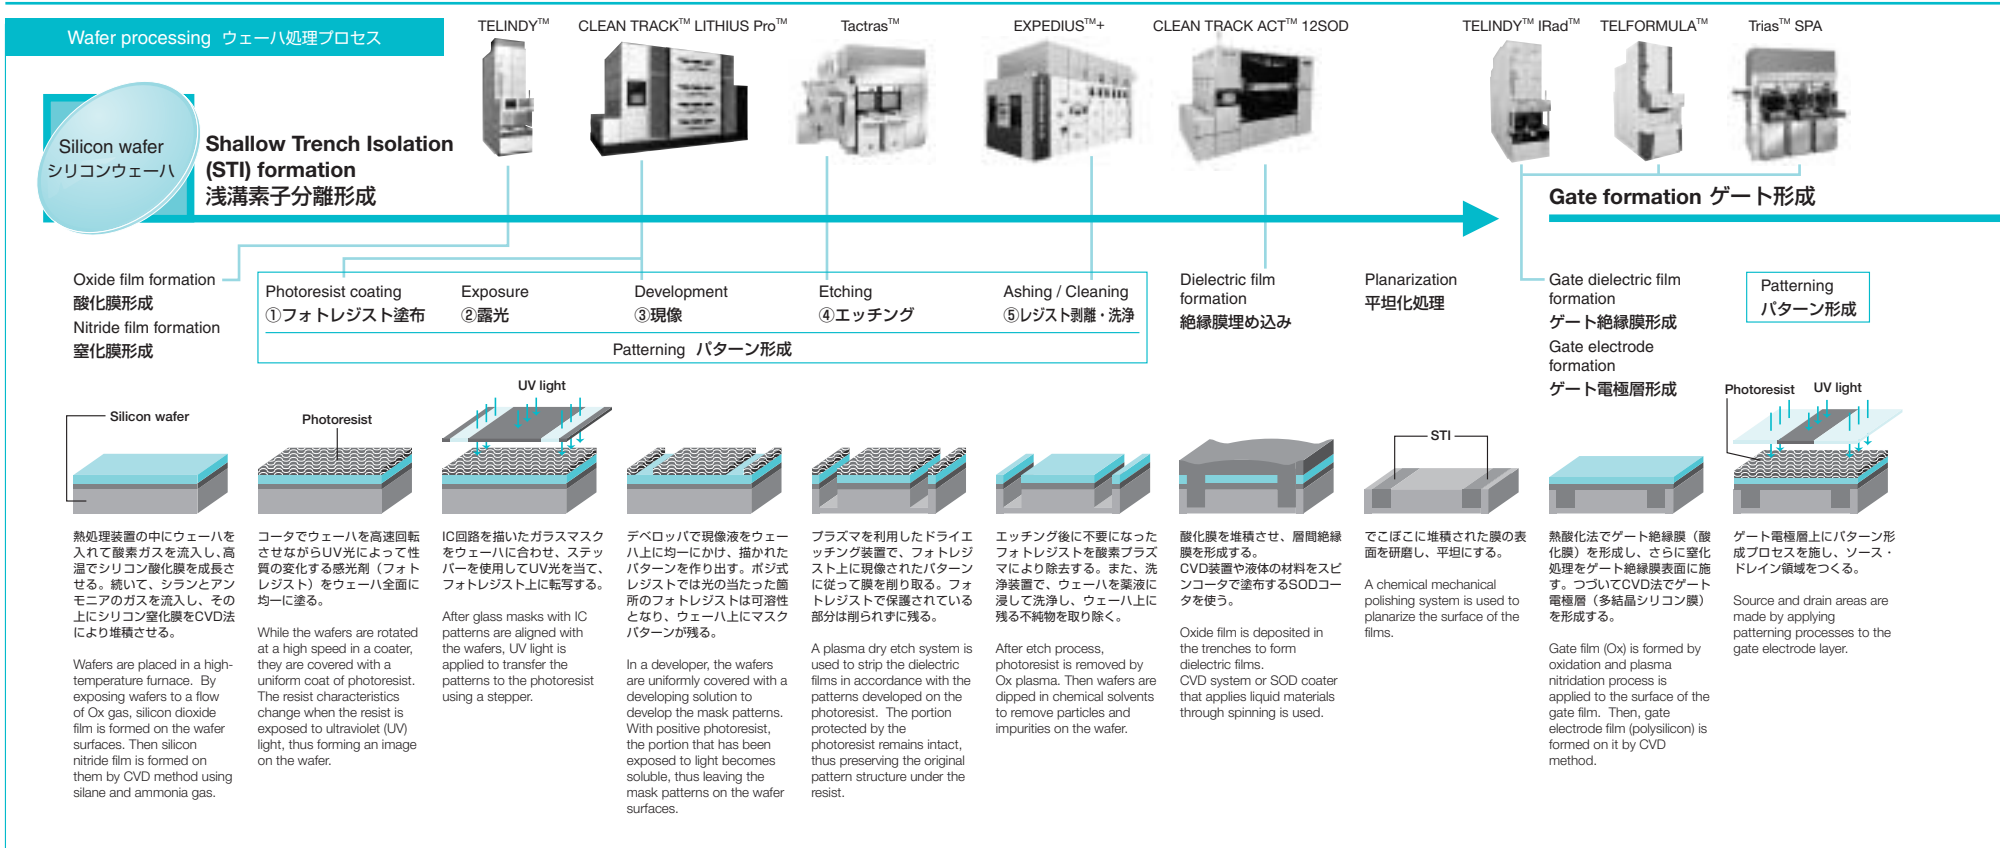 Wafer processing ウェーハ処理プロセス
TELINDY™
CLEAN TRACK™ LITHIUS Pro™
Tactras™
EXPEDIUS™+
CLEAN TRACK ACT™ 12SOD
TELINDY™ IRad™
TELFORMULA™
Trias™ SPA
Silicon wafer
シリコンウェーハ
Shallow Trench Isolation
(STI) formation
浅溝素子分離形成
Gate formation ゲート形成
Oxide film formation
酸化膜形成
Nitride film formation
窒化膜形成
Photoresist coating
①フォトレジスト塗布
Exposure
②露光
Development
③現像
Etching
④エッチング
Ashing / Cleaning
⑤レジスト剥離・洗浄
Patterning パターン形成
Dielectric film
formation
絶縁膜埋め込み
Planarization
平坦化処理
Gate dielectric film
formation
ゲート絶縁膜形成
Gate electrode
formation
ゲート電極層形成
Patterning
パターン形成
Silicon wafer
Photoresist
UV light
STI
Photoresist
UV light
熱処理装置の中にウェーハを
入れて酸素ガスを流入し、高
温でシリコン酸化膜を成長さ
せる。続いて、シランとアン
モニアのガスを流入し、その
上にシリコン窒化膜をCVD法
により堆積させる。
Wafers are placed in a high-
temperature furnace. By
exposing wafers to a flow
of Ox gas, silicon dioxide
film is formed on the wafer
surfaces. Then silicon
nitride film is formed on
them by CVD method using
silane and ammonia gas.
コータでウェーハを高速回転
させながらUV光によって性
質の変化する感光剤（フォト
レジスト）をウェーハ全面に
均一に塗る。
While the wafers are rotated
at a high speed in a coater,
they are covered with a
uniform coat of photoresist.
The resist characteristics
change when the resist is
exposed to ultraviolet (UV)
light, thus forming an image
on the wafer.
IC回路を描いたガラスマスク
をウェーハに合わせ、ステッ
パーを使用してUV光を当て、
フォトレジスト上に転写する。
After glass masks with IC
patterns are aligned with
the wafers, UV light is
applied to transfer the
patterns to the photoresist
using a stepper.
デベロッパで現像液をウェー
ハ上に均一にかけ、描かれた
パターンを作り出す。ポジ式
レジストでは光の当たった箇
所のフォトレジストは可溶性
となり、ウェーハ上にマスク
パターンが残る。
In a developer, the wafers
are uniformly covered with a
developing solution to
develop the mask patterns.
With positive photoresist,
the portion that has been
exposed to light becomes
soluble, thus leaving the
mask patterns on the wafer
surfaces.
プラズマを利用したドライエ
ッチング装置で、フォトレジ
スト上に現像されたパターン
に従って膜を削り取る。フォ
トレジストで保護されている
部分は削られずに残る。
A plasma dry etch system is
used to strip the dielectric
films in accordance with the
patterns developed on the
photoresist. The portion
protected by the
photoresist remains intact,
thus preserving the original
pattern structure under the
resist.
エッチング後に不要になった
フォトレジストを酸素プラズ
マにより除去する。また、洗
浄装置で、ウェーハを薬液に
浸して洗浄し、ウェーハ上に
残る不純物を取り除く。
After etch process,
photoresist is removed by
Ox plasma. Then wafers are
dipped in chemical solvents
to remove particles and
impurities on the wafer.
酸化膜を堆積させ、層間絶縁
膜を形成する。
CVD装置や液体の材料をスピ
ンコータで塗布するSODコー
タを使う。
Oxide film is deposited in
the trenches to form
dielectric films.
CVD system or SOD coater
that applies liquid materials
through spinning is used.
でこぼこに堆積された膜の表
面を研磨し、平坦にする。
A chemical mechanical
polishing system is used to
planarize the surface of the
films.
熱酸化法でゲート絶縁膜（酸
化膜）を形成し、さらに窒化
処理をゲート絶縁膜表面に施
す。つづいてCVD法でゲート
電極層（多結晶シリコン膜）
を形成する。
Gate film (Ox) is formed by
oxidation and plasma
nitridation process is
applied to the surface of the
gate film. Then, gate
electrode film (polysilicon) is
formed on it by CVD
method.
ゲート電極層上にパターン形
成プロセスを施し、ソース・
ドレイン領域をつくる。
Source and drain areas are
made by applying
patterning processes to the
gate electrode layer.